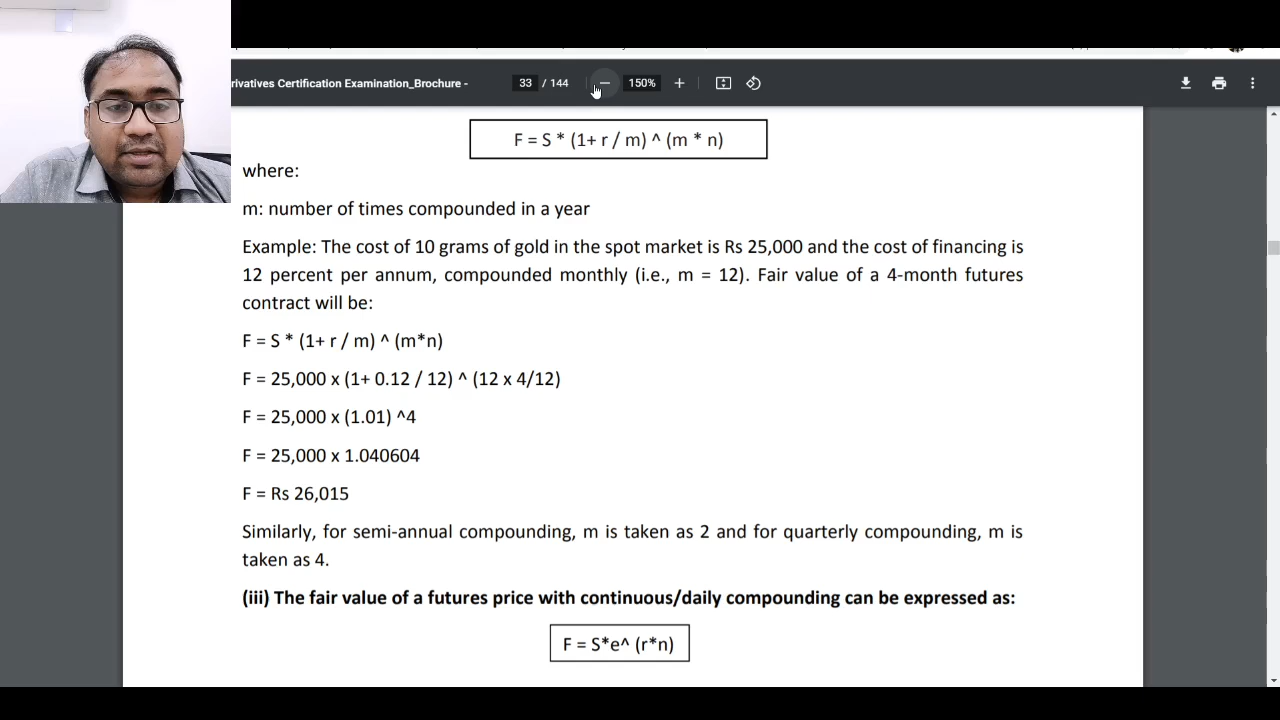 rivatives Certification Examination_Brochure -
33 / 144
150%
F = S * (1+ r / m) ^ (m * n)
where:
m: number of times compounded in a year
Example: The cost of 10 grams of gold in the spot market is Rs 25,000 and the cost of financing is
12 percent per annum, compounded monthly (i.e., m = 12). Fair value of a 4-month futures
contract will be:
F = S * (1+ r / m) ^ (m*n)
F = 25,000 x (1+ 0.12 / 12) ^ (12 x 4/12)
F = 25,000 x (1.01) ^4
F = 25,000 x 1.040604
F = Rs 26,015
Similarly, for semi-annual compounding, m is taken as 2 and for quarterly compounding, m is
taken as 4.
(iii) The fair value of a futures price with continuous/daily compounding can be expressed as:
F = S*e^ (r*n)